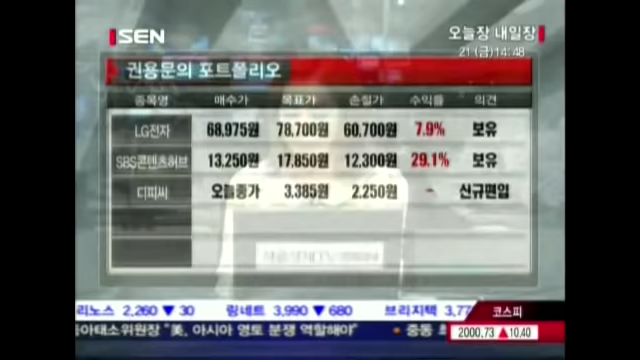 SEN
오늘장 내일장
21 (금)14:48
권용문의 포트폴리오
종목명 매수가 목표가 손절가 수익률 의견
LG전자 68,975원 78,700원 60,700원 7.9% 보유
SBS콘텐츠허브 13,250원 17,850원 12,300원 29.1% 보유
디피씨 오늘종가 3,385원 2,250원 - 신규편입
리노스 2,260 ▼ 30 링네트 3,990 ▼ 680 브리지텍 3,77
코스피
아태소위원장 "美, 아시아 영토 분쟁 역할해야" 중동
2000.73 ▲10.40